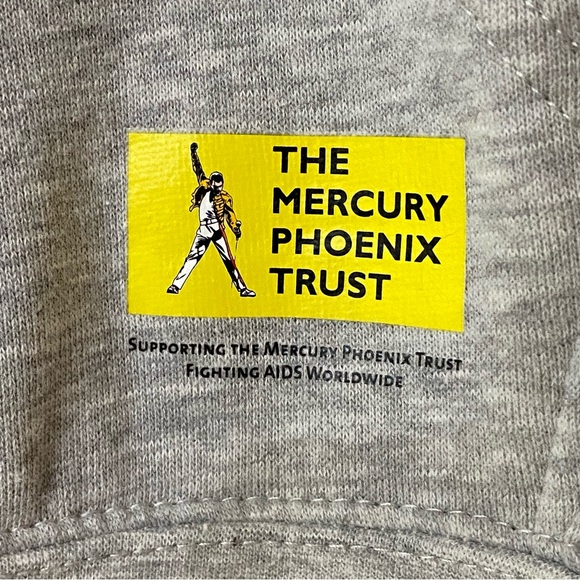 THE
MERCURY
PHOENIX
TRUST
SUPPORTING THE MERCURY PHOENIX TRUST
FIGHTING AIDS WORLDWIDE